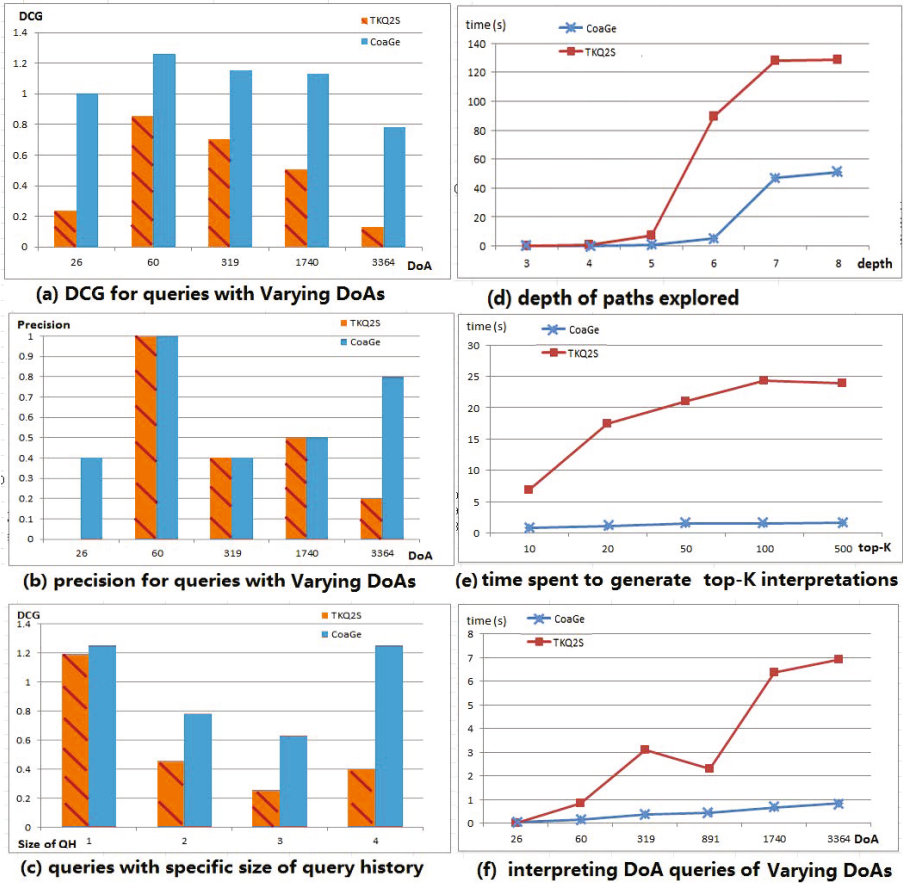 DCG
TKQ2S
CoaGe
1.4
1.2
1
0.8
0.6
0.4
0.2
0
26 60 319 1740 3364 DoA
(a) DCG for queries with Varying DoAs
time (s)
CoaGe
TKQ2S
140
120
100
80
60
40
20
0
3 4 5 6 7 8 depth
(d) depth of paths explored
Precision
TKQ2S
CoaGe
1
0.9
0.8
0.7
0.6
0.5
0.4
0.3
0.2
0.1
0
26 60 319 1740 3364 DoA
(b) precision for queries with Varying DoAs
time (s)
CoaGe
TKQ2S
30
25
20
15
10
5
0
10 20 50 100 500 top-K
(e) time spent to generate top-K interpretations
DCG
TKQ2S
CoaGe
1.4
1.2
1
0.8
0.6
0.4
0.2
0
Size of QH 1 2 3 4
(c) queries with specific size of query history
time (s)
CoaGe
TKQ2S
8
7
6
5
4
3
2
1
0
26 60 319 891 1740 3364 DoA
(f) interpreting DoA queries of Varying DoAs